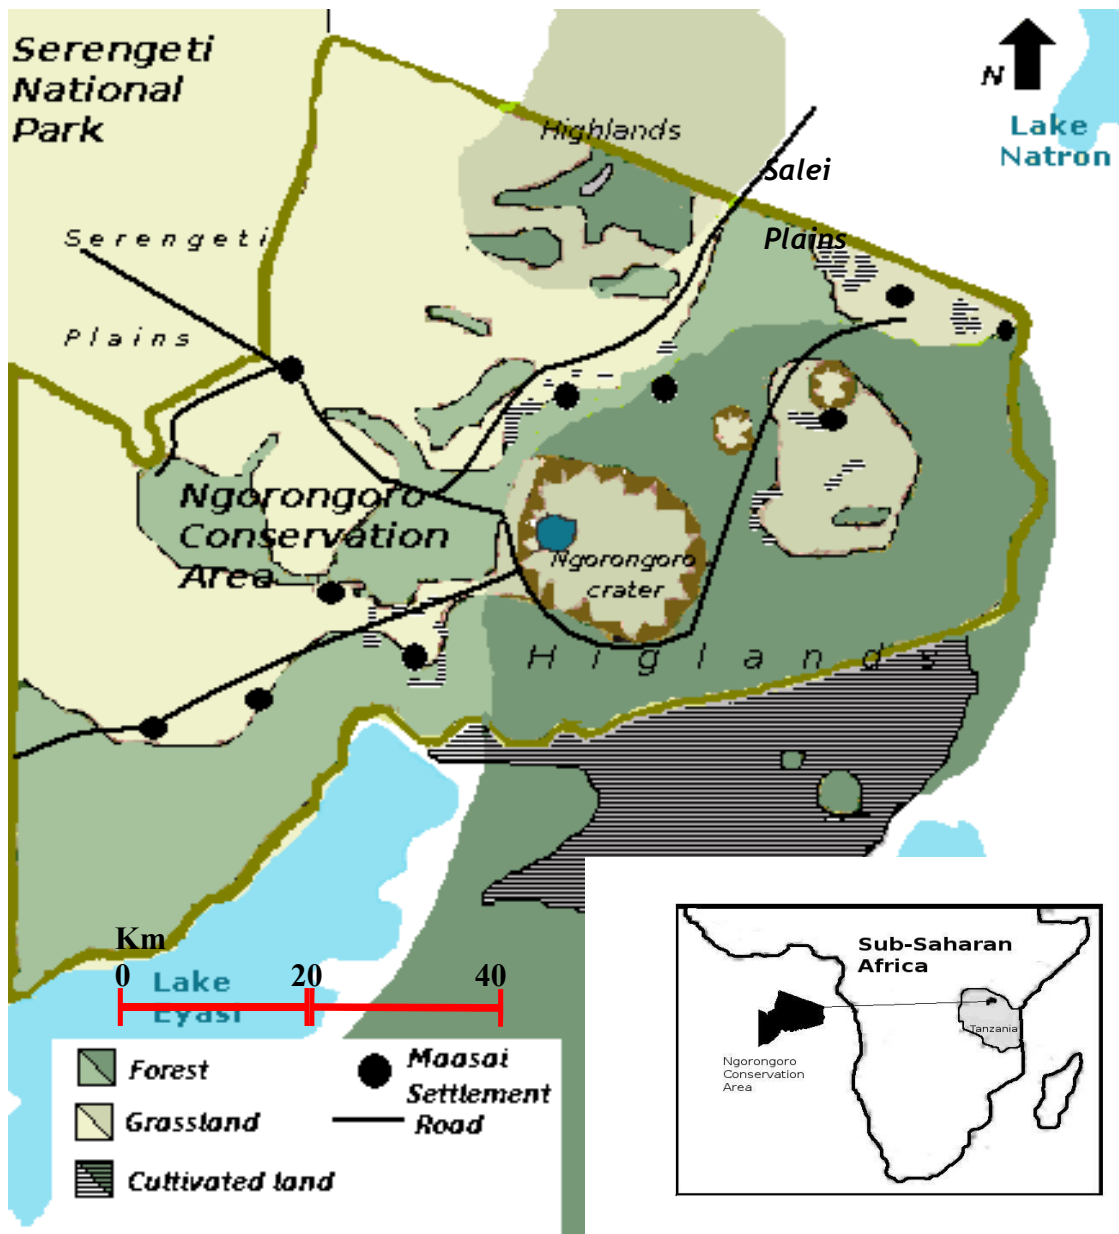 Serengeti
National
Park
N
Lake
Natron
Highlands
Salei
Plains
Serengeti
Plains
Ngorongoro
Conservation
Area
Ngorongoro
crater
Higlands
Km
0 20 40
Lake
Eyasi
Forest
Grassland
Cuttivated land
Maasai
Settlement
Road
Sub-Saharan
Africa
Tanzania
Ngorongoro
Conservation
Area